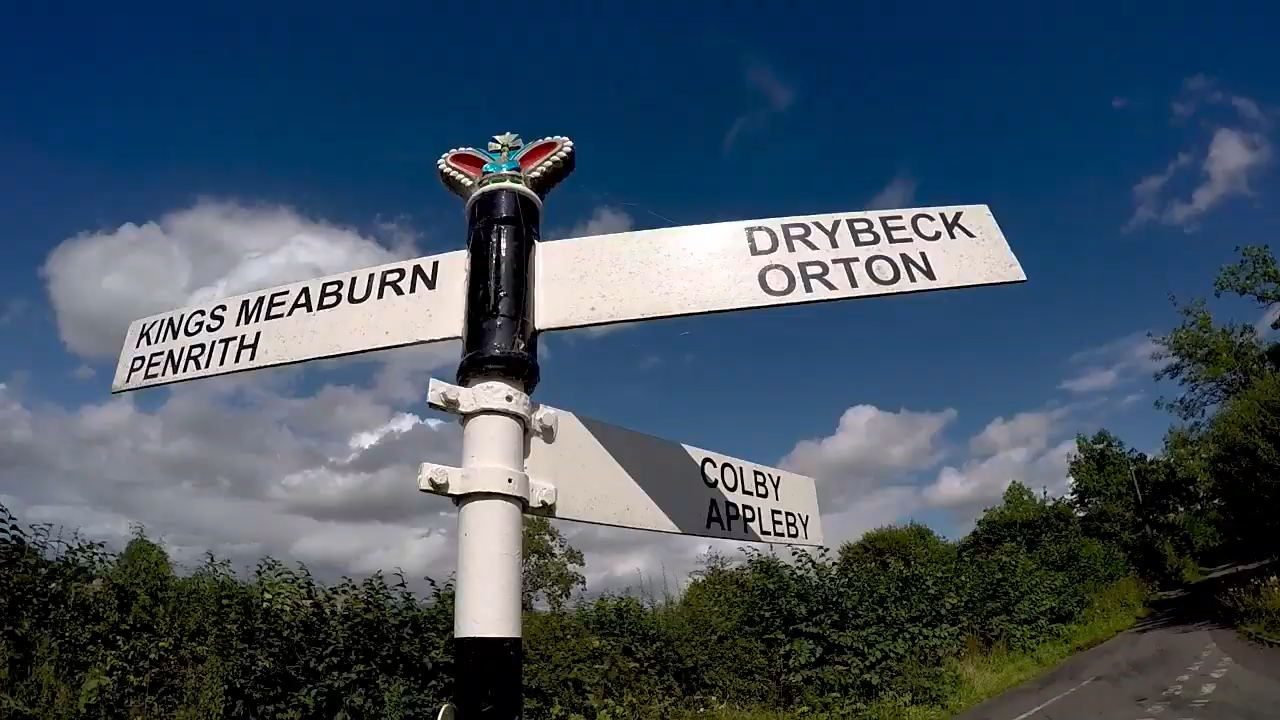 KINGS MEABURN
PENRITH
DRYBECK
ORTON
COLBY
APPLEBY